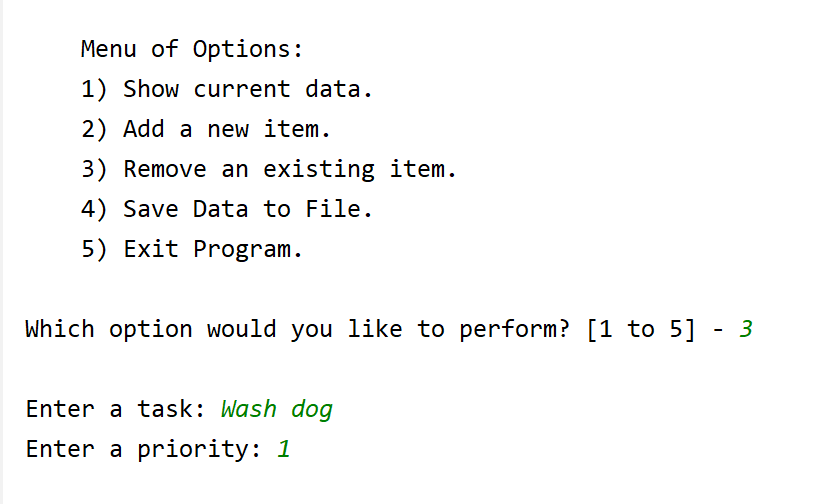 Menu of Options:
1) Show current data.
2) Add a new item.
3) Remove an existing item.
4) Save Data to File.
5) Exit Program.
Which option would you like to perform? [1 to 5] - 3
Enter a task: Wash dog
Enter a priority: 1